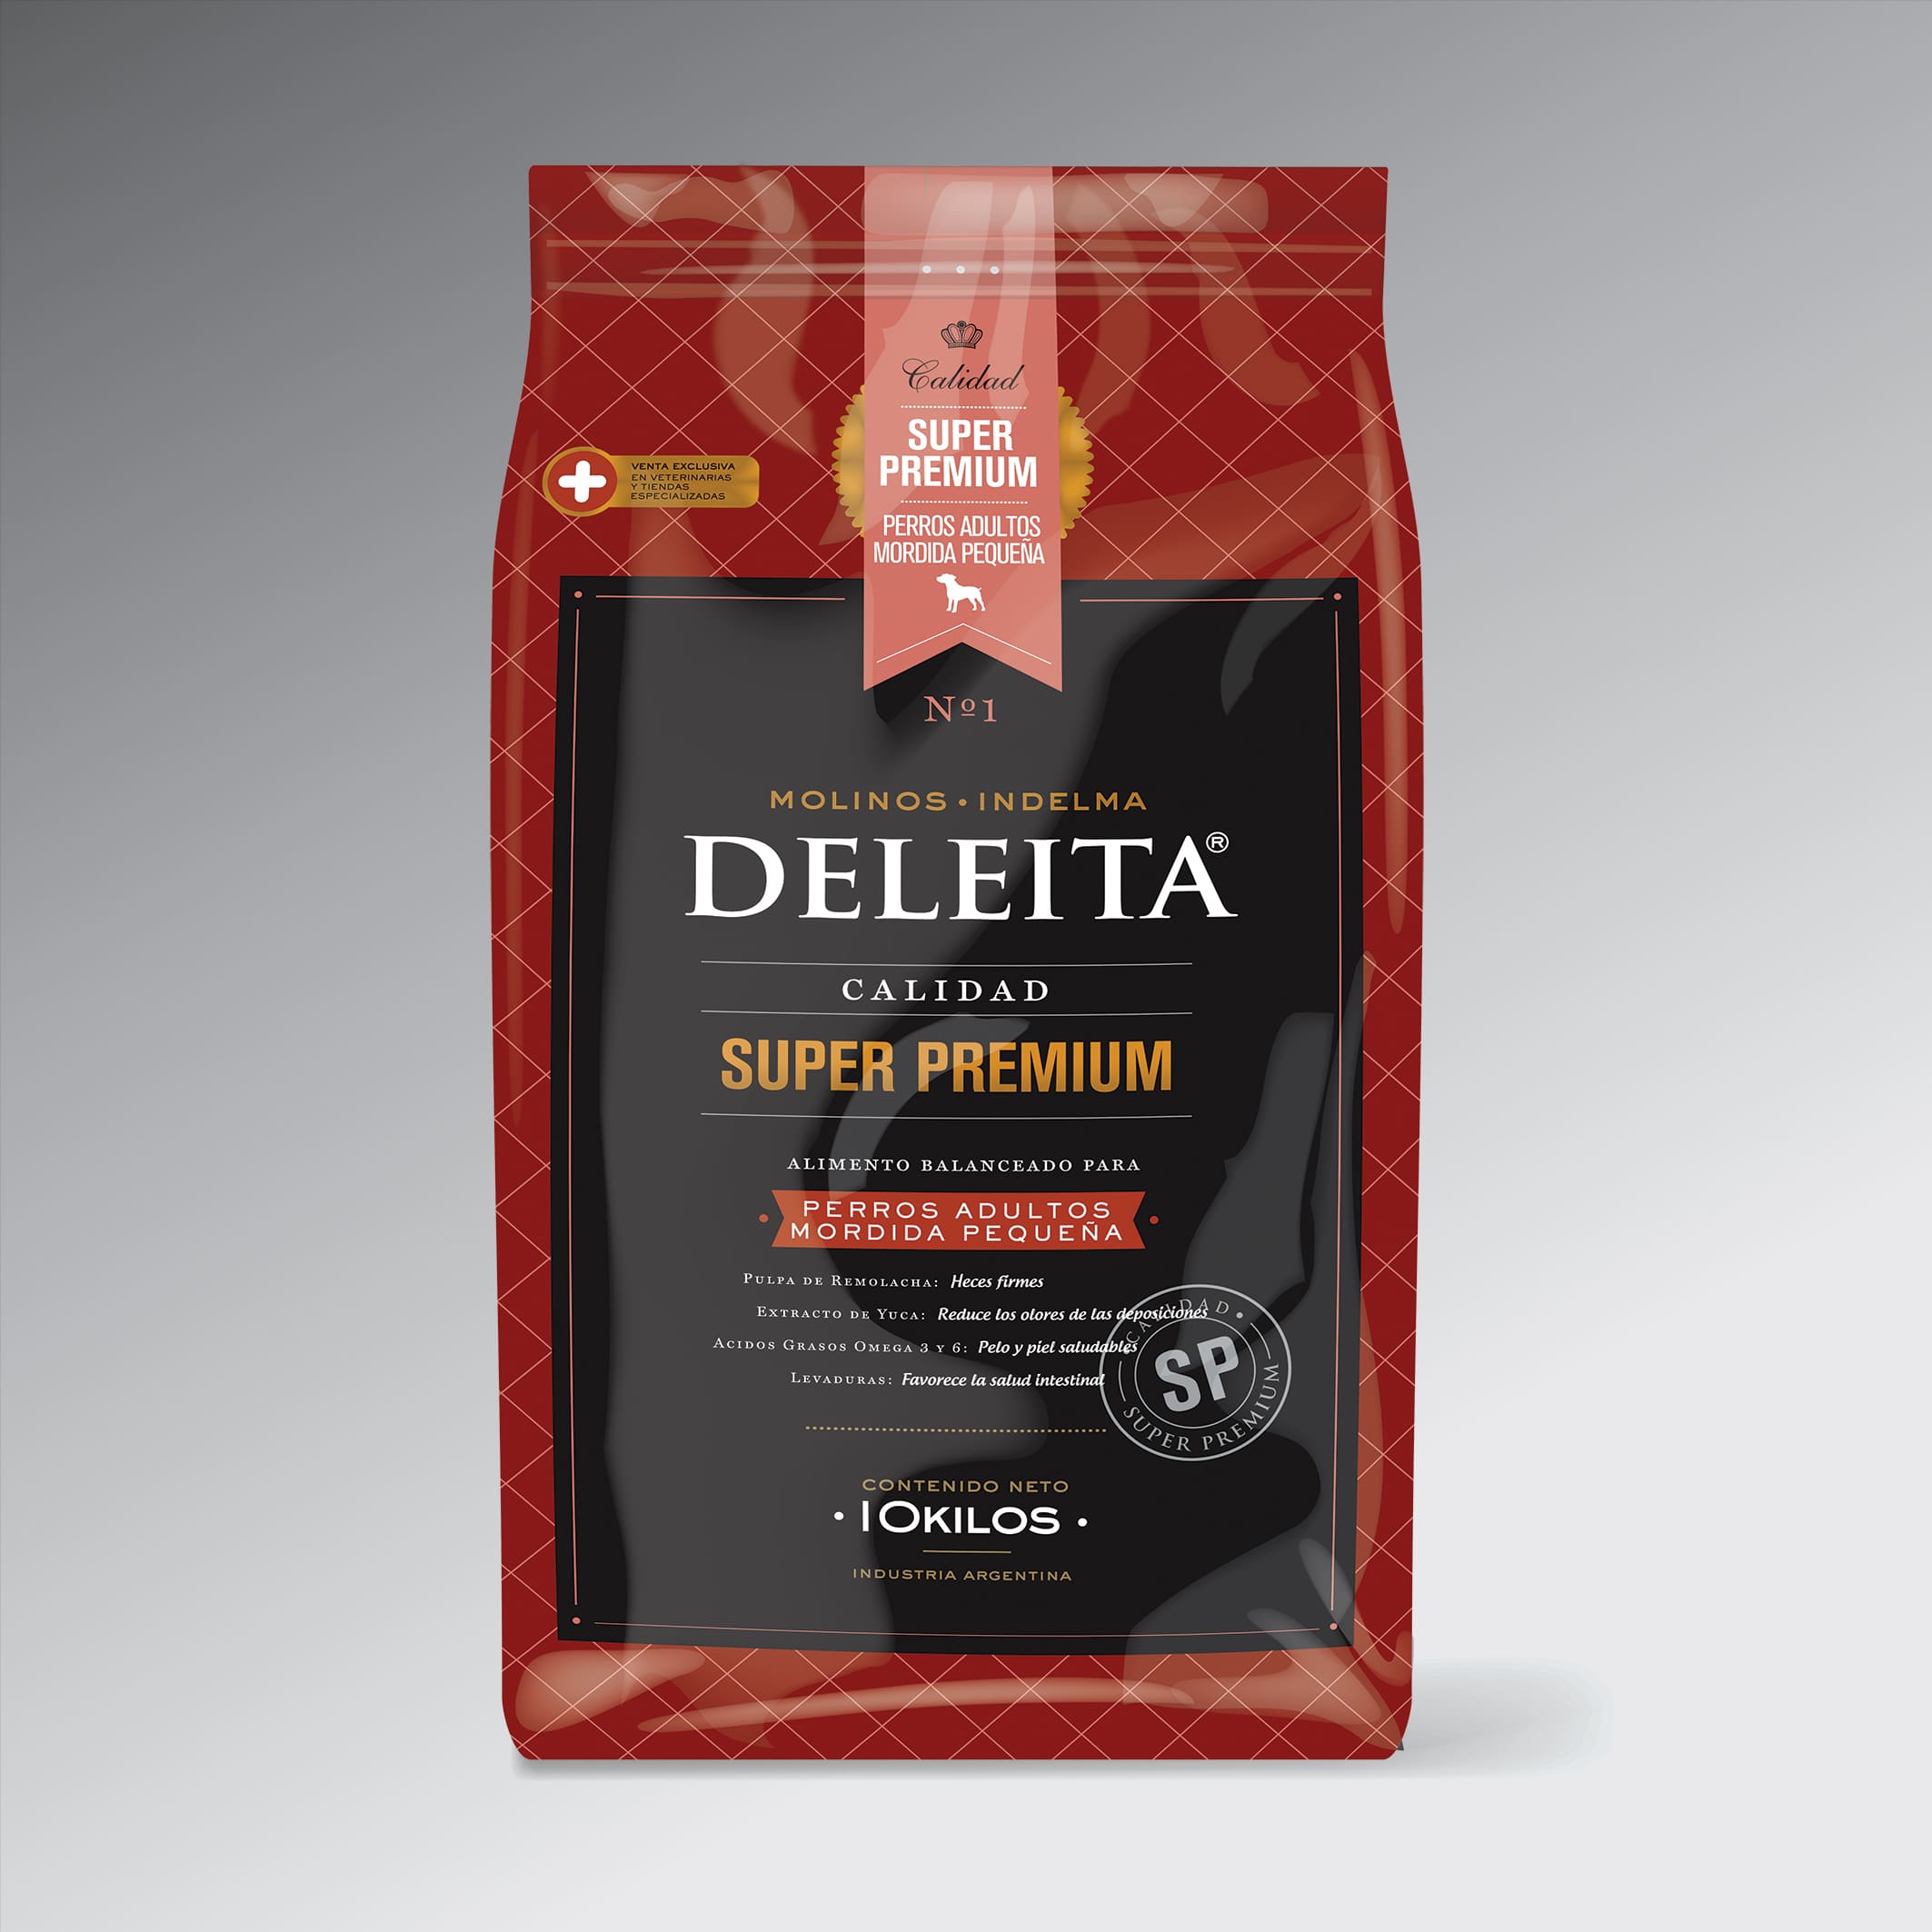 Calidad
SUPER
PREMIUM
PERROS ADULTOS
MORDIDA PEQUEÑA
VENTA EXCLUSIVA
EN VETERINARIAS
Y TIENDAS
ESPECIALIZADAS
Nº1
MOLINOS • INDELMA
DELEITA®
CALIDAD
SUPER PREMIUM
ALIMENTO BALANCEADO PARA
PERROS ADULTOS
MORDIDA PEQUEÑA
PULPA DE REMOLACHA: Heces firmes
EXTRACTO DE YUCA: Reduce los olores de las deposiciones
ACIDOS GRASOS OMEGA 3 Y 6: Pelo y piel saludables
LEVADURAS: Favorece la salud intestinal
CALIDAD
SP
SUPER PREMIUM
CONTENIDO NETO
• 10KILOS •
INDUSTRIA ARGENTINA